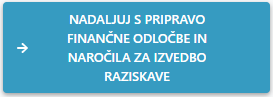 NADALJUJ S PRIPRAVO
FINANČNE ODLOČBE IN
NAROČILA ZA IZVEDBO
RAZISKAVE